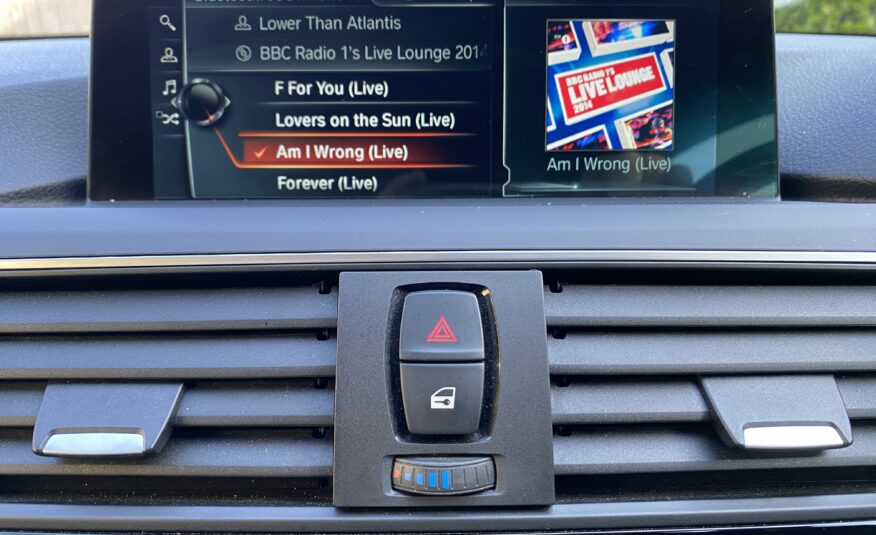 Lower Than Atlantis
BBC Radio 1's Live Lounge 2014
F For You (Live)
Lovers on the Sun (Live)
Am I Wrong (Live)
Forever (Live)
BBC RADIO 1'S
LIVE LOUNGE
2014
Am I Wrong (Live)